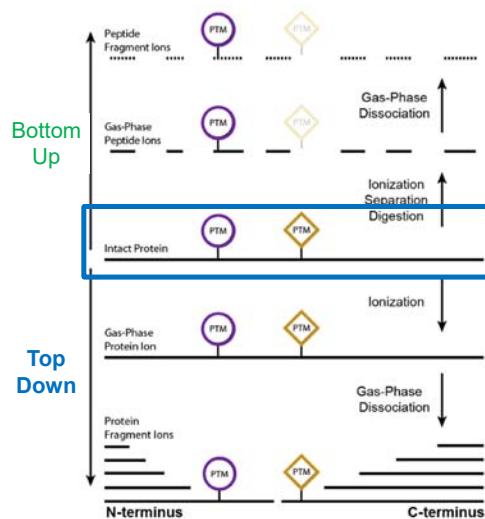 Peptide
Fragment Ions
PTM
PTM
Gas-Phase
Dissociation
Bottom
Up
Gas-Phase
Peptide Ions
PTM
PTM
Ionization
Separation
Digestion
Intact Protein
PTM
PTM
Ionization
Gas-Phase
Protein Ion
PTM
PTM
Top
Down
Gas-Phase
Dissociation
Protein
Fragment Ions
PTM
PTM
N-terminus
C-terminus